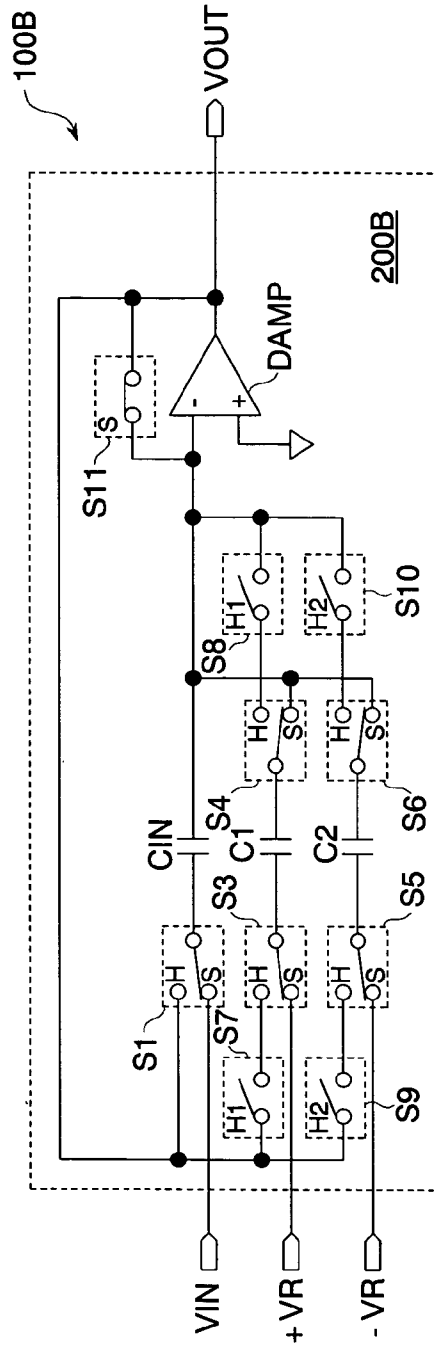 100B
VOUT
200B
DAMP
-
+
S11
S
S8
H1
H2
S10
S4
H
S
H
S
S6
CIN
C1
C2
S1
H
S
S3
H
S
S5
H
S
S7
H1
H2
S9
VIN
+ VR
- VR